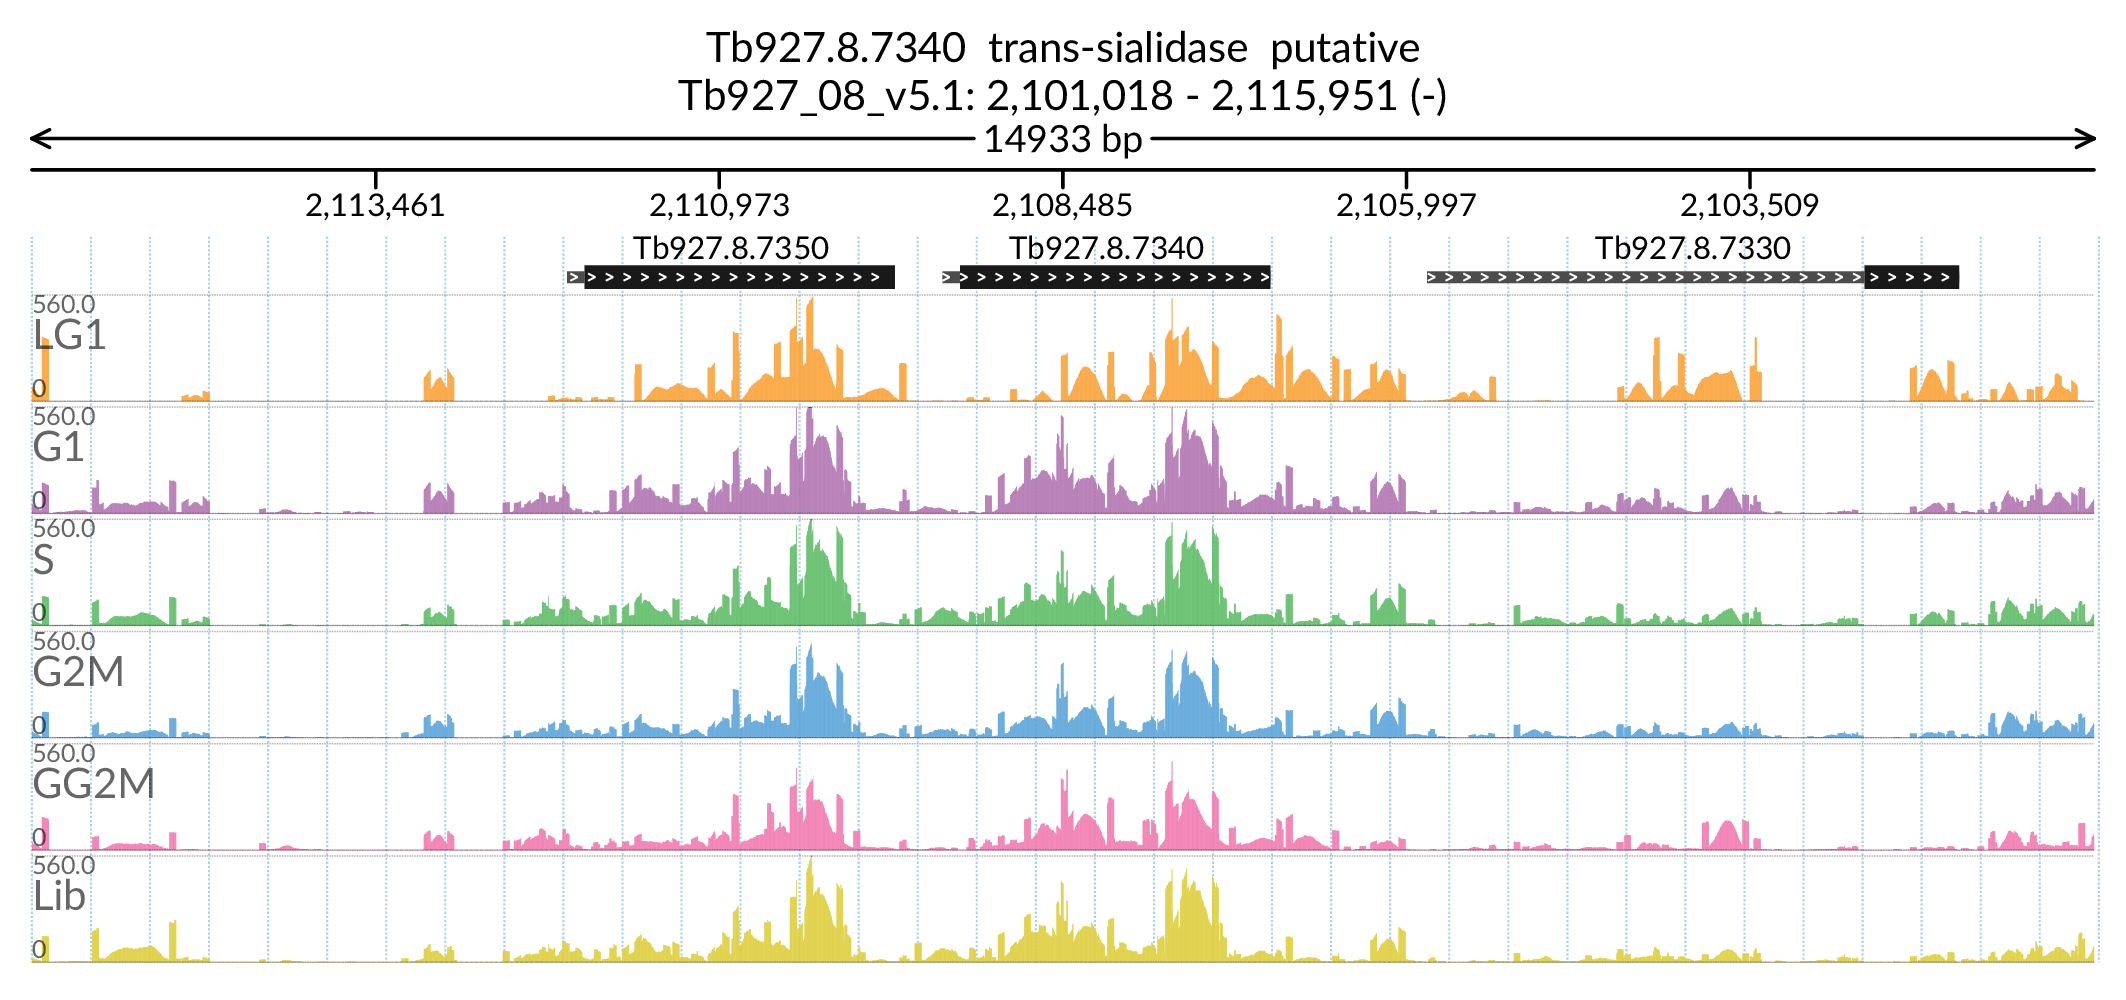 Tb927.8.7340 trans-sialidase putative
Tb927_08_v5.1: 2,101,018 - 2,115,951 (-)
14933 bp
2,113,461 2,110,973 2,108,485 2,105,997 2,103,509
Tb927.8.7350 Tb927.8.7340 Tb927.8.7330
560.0
LG1
0
560.0
G1
0
560.0
S
0
560.0
G2M
0
560.0
GG2M
0
560.0
Lib
0